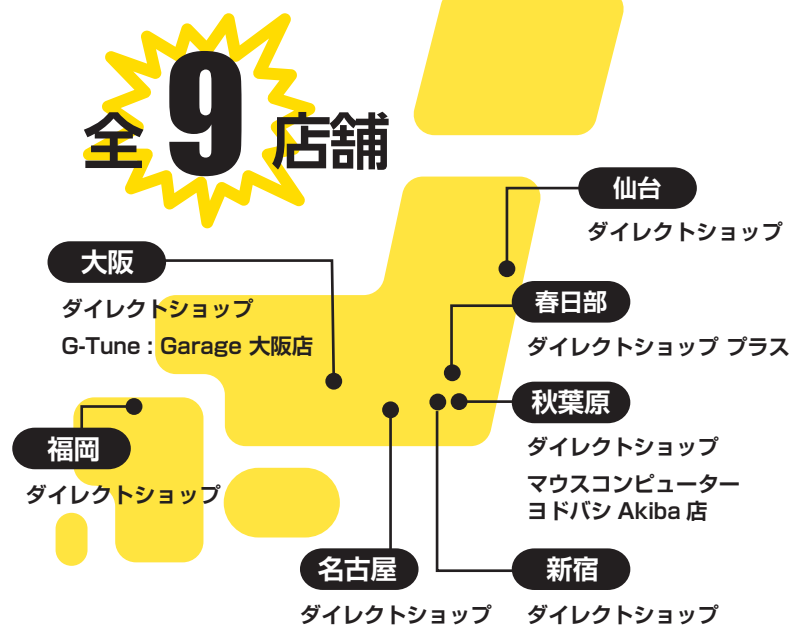 全9店舗
仙台
ダイレクトショップ
大阪
ダイレクトショップ
G-Tune : Garage 大阪店
春日部
ダイレクトショップ プラス
秋葉原
ダイレクトショップ
マウスコンピューター
ヨドバシ Akiba 店
福岡
ダイレクトショップ
名古屋
ダイレクトショップ
新宿
ダイレクトショップ